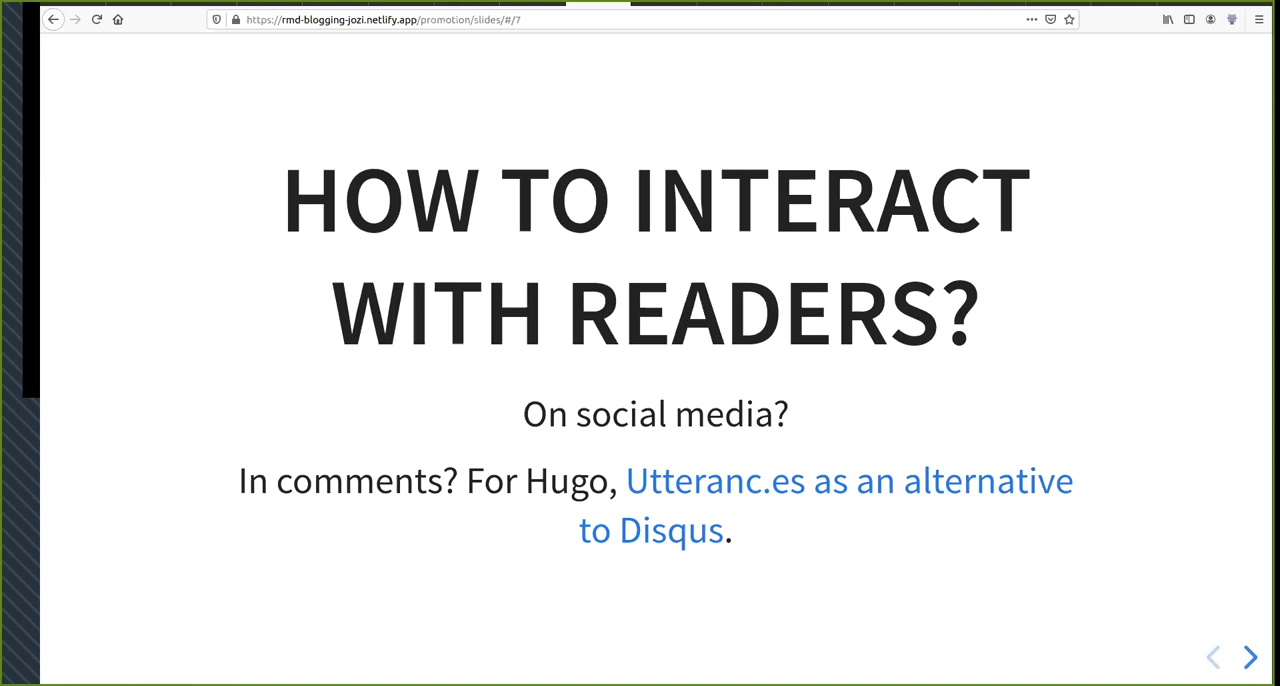 https://rmd-blogging-jozi.netlify.app/promotion/slides/#/7
HOW TO INTERACT
WITH READERS?
On social media?
In comments? For Hugo, Utteranc.es as an alternative
to Disqus.